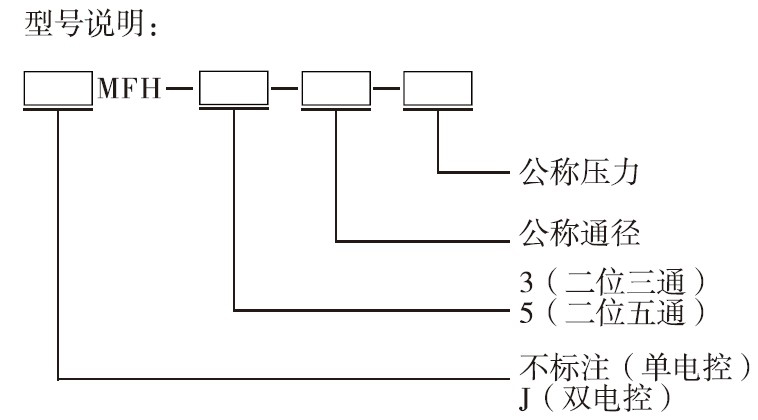 型号说明：
MFH
公称压力
公称通径
3（二位三通）
5（二位五通）
不标注（单电控）
J（双电控）